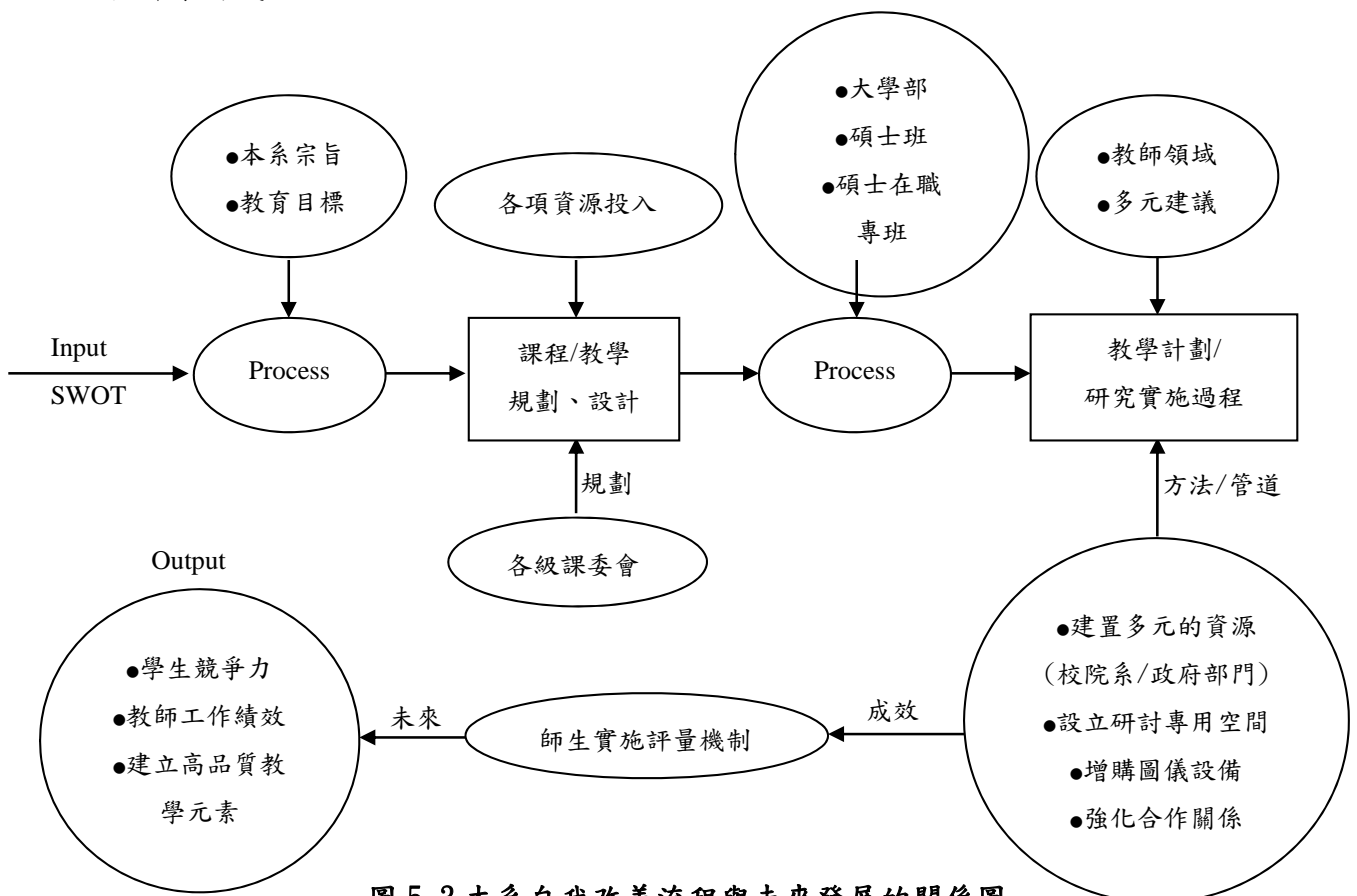 ●大學部
●碩士班
●碩士在職
專班
●本系宗旨
●教育目標
各項資源投入
●教師領域
●多元建議
Input
SWOT
Process
課程/教學
規劃、設計
Process
教學計劃/
研究實施過程
規劃
方法/管道
各級課委會
Output
●學生競爭力
●教師工作績效
●建立高品質教
學元素
未來
師生實施評量機制
成效
●建置多元的資源
(校院系/政府部門)
●設立研討專用空間
●增購圖儀設備
●強化合作關係
圖 5-2 本系自我改善流程與未來發展的關係圖